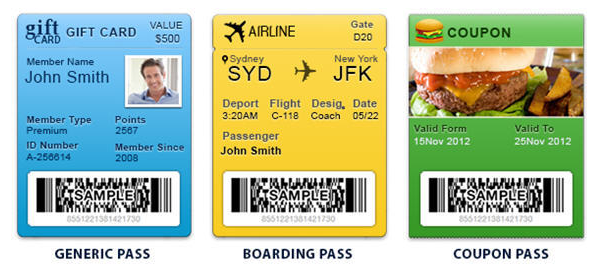 gift
CARD
GIFT CARD
VALUE
$500
Member Name
John Smith
Member Type
Premium
Points
2567
ID Number
A-256614
Member Since
2008
SAMPLE
8551221381421730
GENERIC PASS
AIRLINE
Gate
D20
Sydney
New York
SYD
JFK
Deport Flight Desig. Date
3:20AM C-118 Coach 05/22
Passenger
John Smith
SAMPLE
8551221381421730
BOARDING PASS
COUPON
Valid Form
Valid To
15Nov 2012
25Nov 2012
SAMPLE
8551221381421730
COUPON PASS